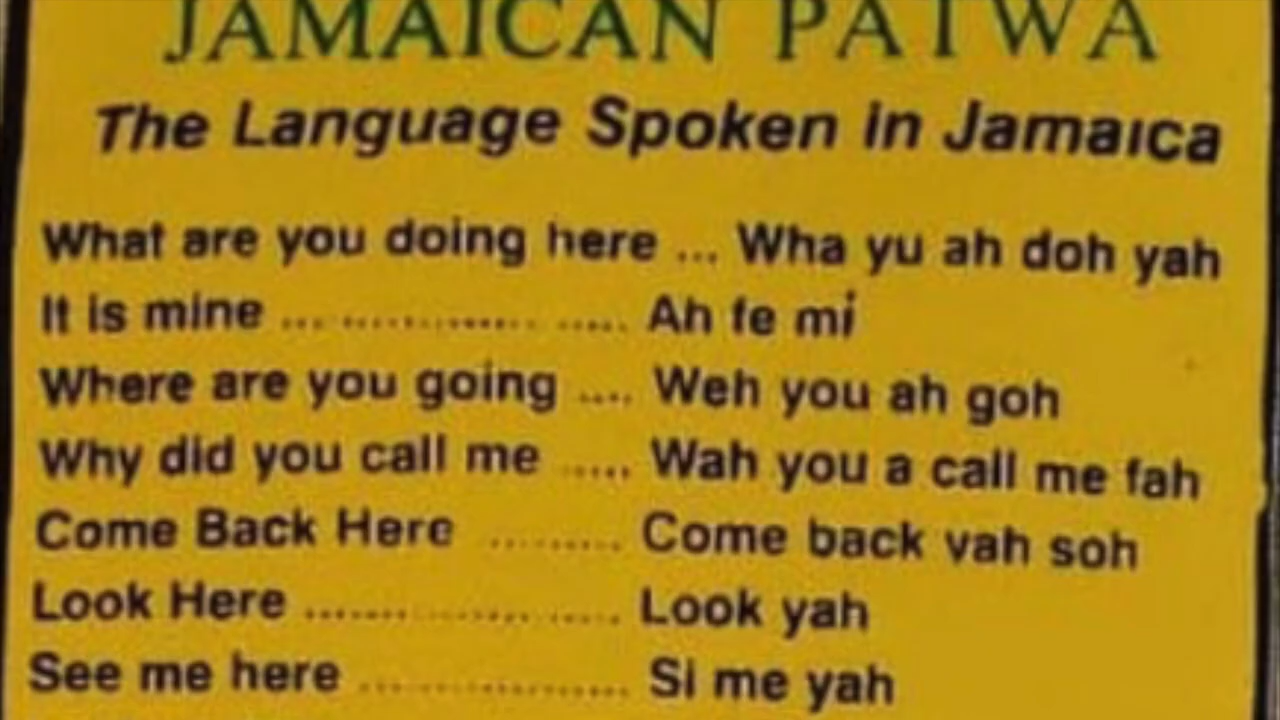 JAMAICAN PATWA
The Language Spoken in Jamaica
What are you doing here ... Wha yu ah doh yah
It is mine ........................ Ah fe mi
Where are you going .... Weh you ah goh
Why did you call me ..... Wah you a call me fah
Come Back Here ......... Come back yah soh
Look Here ........................ Look yah
See me here .................... Si me yah